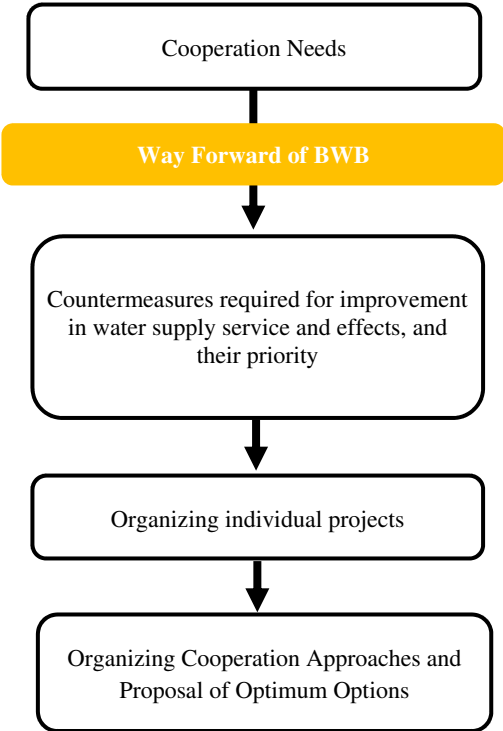 Cooperation Needs
Way Forward of BWB
Countermeasures required for improvement
in water supply service and effects, and
their priority
Organizing individual projects
Organizing Cooperation Approaches and
Proposal of Optimum Options